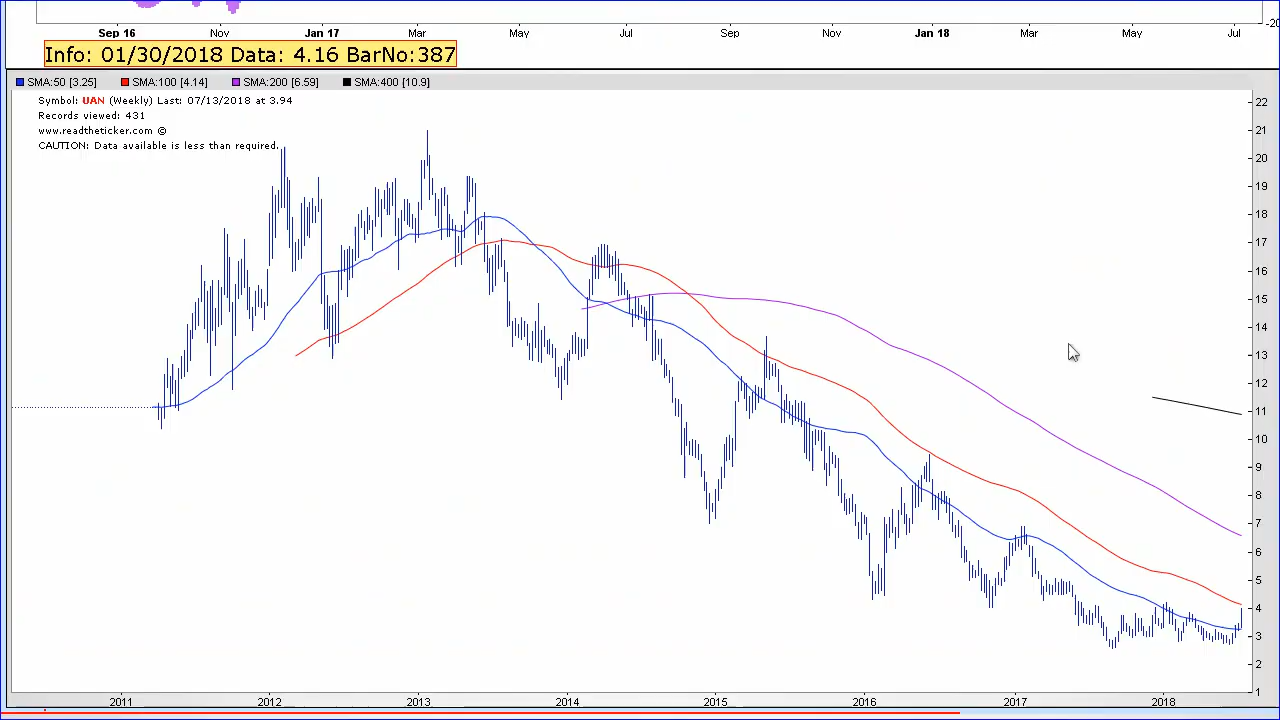 -20
Sep 16 Nov Jan 17 Mar May Jul Sep Nov Jan 18 Mar May Jul
Info: 01/30/2018 Data: 4.16 BarNo:387
SMA:50 [3.25] SMA:100 [4.14] SMA:200 [6.59] SMA:400 [10.9]
Symbol: UAN (Weekly) Last: 07/13/2018 at 3.94
Records viewed: 431
www.readtheticker.com ©
CAUTION: Data available is less than required.
22
21
20
19
18
17
16
15
14
13
12
11
10
9
8
7
6
5
4
3
2
1
2011 2012 2013 2014 2015 2016 2017 2018